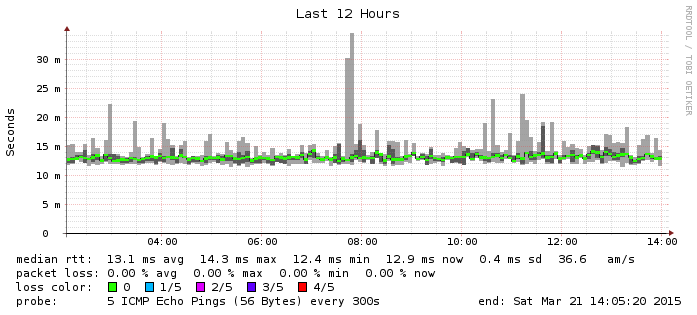 Last 12 Hours
RRDTOOL / TOBI OETIKER
Seconds
30 m
25 m
20 m
15 m
10 m
5 m
0
04:00 06:00 08:00 10:00 12:00 14:00
median rtt: 13.1 ms avg 14.3 ms max 12.4 ms min 12.9 ms now 0.4 ms sd 36.6 am/s
packet loss: 0.00 % avg 0.00 % max 0.00 % min 0.00 % now
loss color: 0 1/5 2/5 3/5 4/5
probe: 5 ICMP Echo Pings (56 Bytes) every 300s end: Sat Mar 21 14:05:20 2015